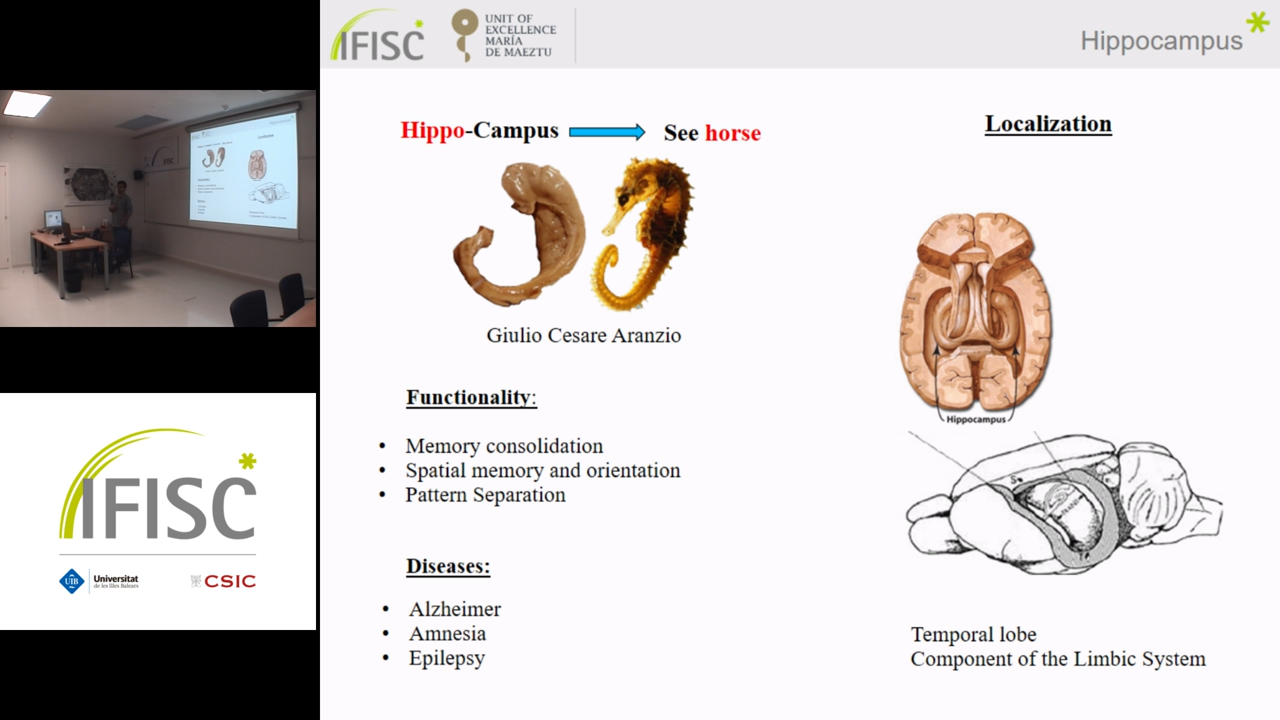 IFISC
UNIT OF
EXCELLENCE
MARÍA
DE MAEZTU
Hippocampus
Hippo-Campus
See horse
Giulio Cesare Aranzio
Functionality:
• Memory consolidation
• Spatial memory and orientation
• Pattern Separation
Diseases:
• Alzheimer
• Amnesia
• Epilepsy
Localization
Hippocampus
Temporal lobe
Component of the Limbic System
IFISC
UIB
Universitat
de les Illes Balears
CSIC